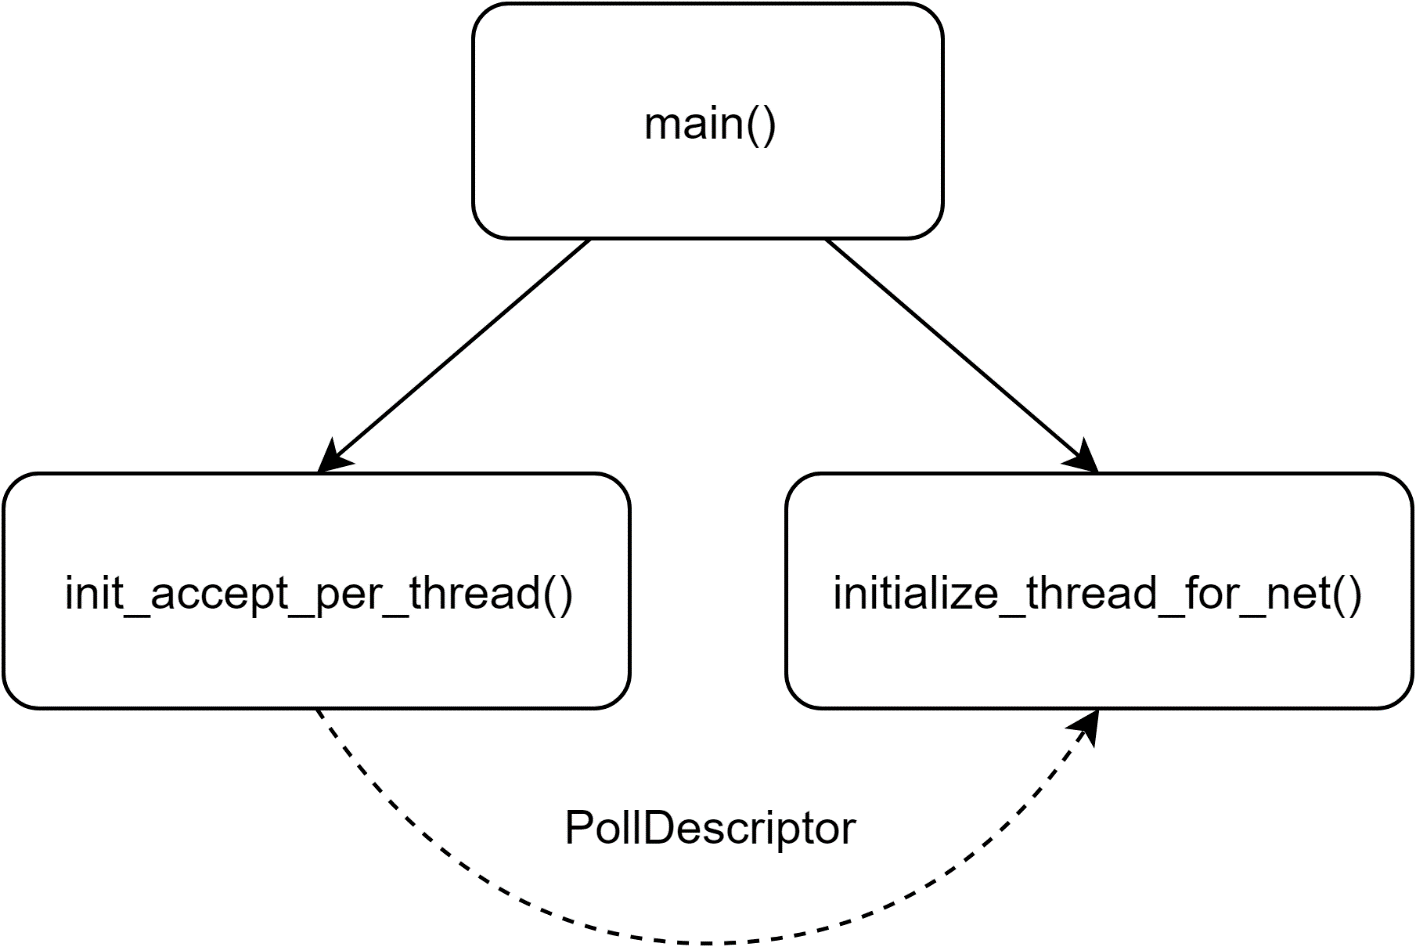 main()
init_accept_per_thread()
initialize_thread_for_net()
PollDescriptor